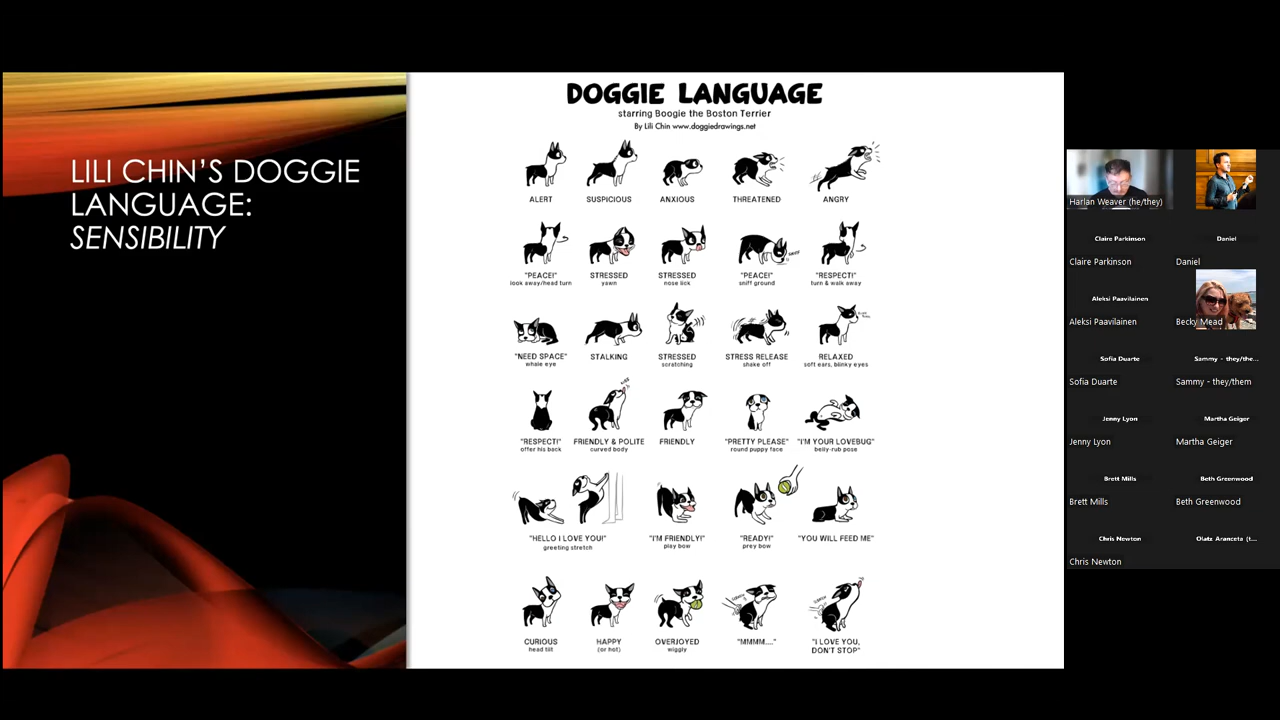 LILI CHIN'S DOGGIE
LANGUAGE:
SENSIBILITY
DOGGIE LANGUAGE
starring Boogie the Boston Terrier
By Lili Chin www.doggiedrawings.net
ALERT
SUSPICIOUS
ANXIOUS
THREATENED
ANGRY
"PEACE!"
look away/head turn
STRESSED
yawn
STRESSED
nose lick
"PEACE!"
sniff ground
"RESPECT!"
turn & walk away
"NEED SPACE"
whale eye
STALKING
STRESSED
scratching
STRESS RELEASE
shake off
RELAXED
soft ears, blinky eyes
"RESPECT!"
offer his back
FRIENDLY & POLITE
curved body
FRIENDLY
"PRETTY PLEASE"
round puppy face
"I'M YOUR LOVEBUG"
belly-rub pose
"HELLO I LOVE YOU!"
greeting stretch
"I'M FRIENDLY!"
play bow
"READY!"
prey bow
"YOU WILL FEED ME"
CURIOUS
head tilt
HAPPY
(or hot)
OVERJOYED
wiggly
"MMMM...."
"I LOVE YOU,
DON'T STOP"
Harlan Weaver (he/they)
Claire Parkinson
Claire Parkinson
Daniel
Daniel
Aleksi Paavilainen
Aleksi Paavilainen
Becky Mead
Sofia Duarte
Sofia Duarte
Sammy - they/the...
Sammy - they/them
Jenny Lyon
Jenny Lyon
Martha Geiger
Martha Geiger
Brett Mills
Brett Mills
Beth Greenwood
Beth Greenwood
Chris Newton
Chris Newton
Olatz Aranceta (t...